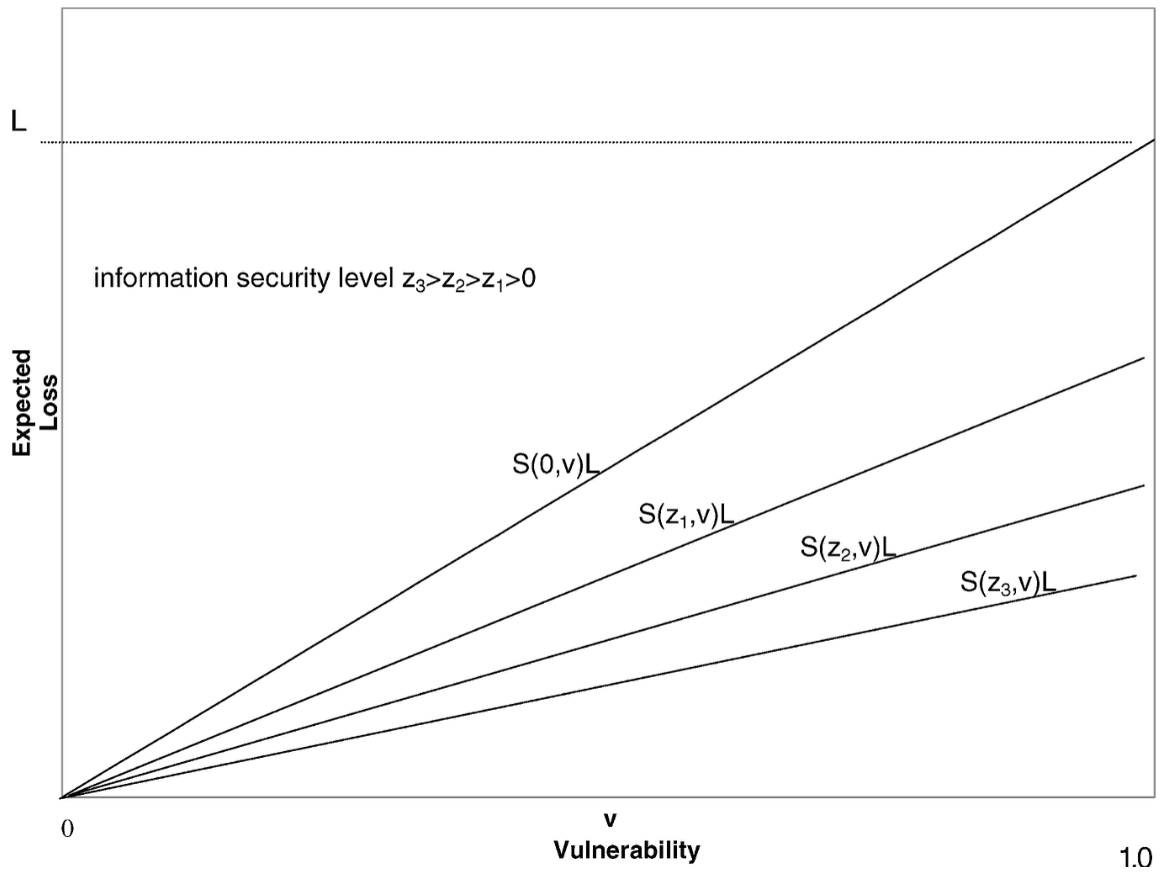 L
information security level z₃>z₂>z₁>0
Expected
Loss
S(0,v)L
S(z₁,v)L
S(z₂,v)L
S(z₃,v)L
0
v
Vulnerability
1.0